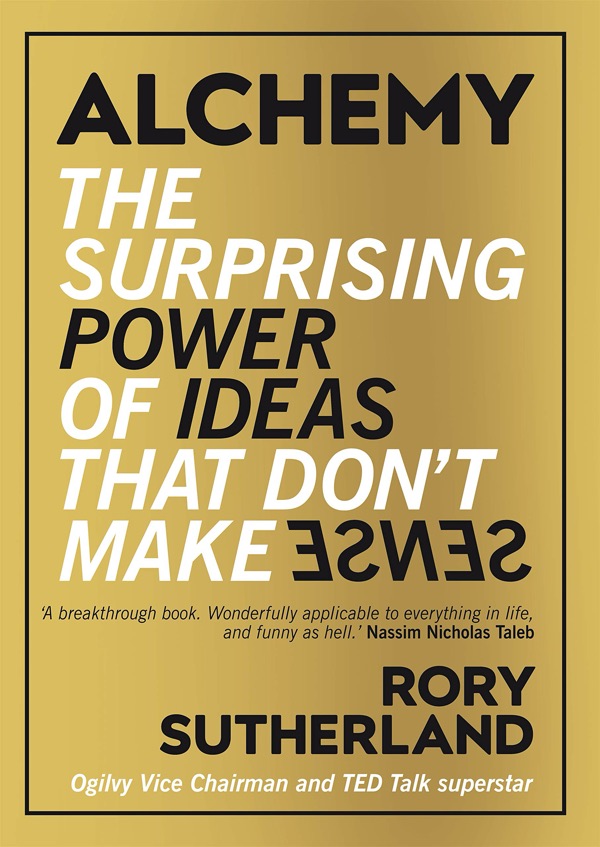 ALCHEMY
THE
SURPRISING
POWER
OF IDEAS
THAT DON'T
MAKE SENSE
‘A breakthrough book. Wonderfully applicable to everything in life,
and funny as hell.’ Nassim Nicholas Taleb
RORY
SUTHERLAND
Ogilvy Vice Chairman and TED Talk superstar